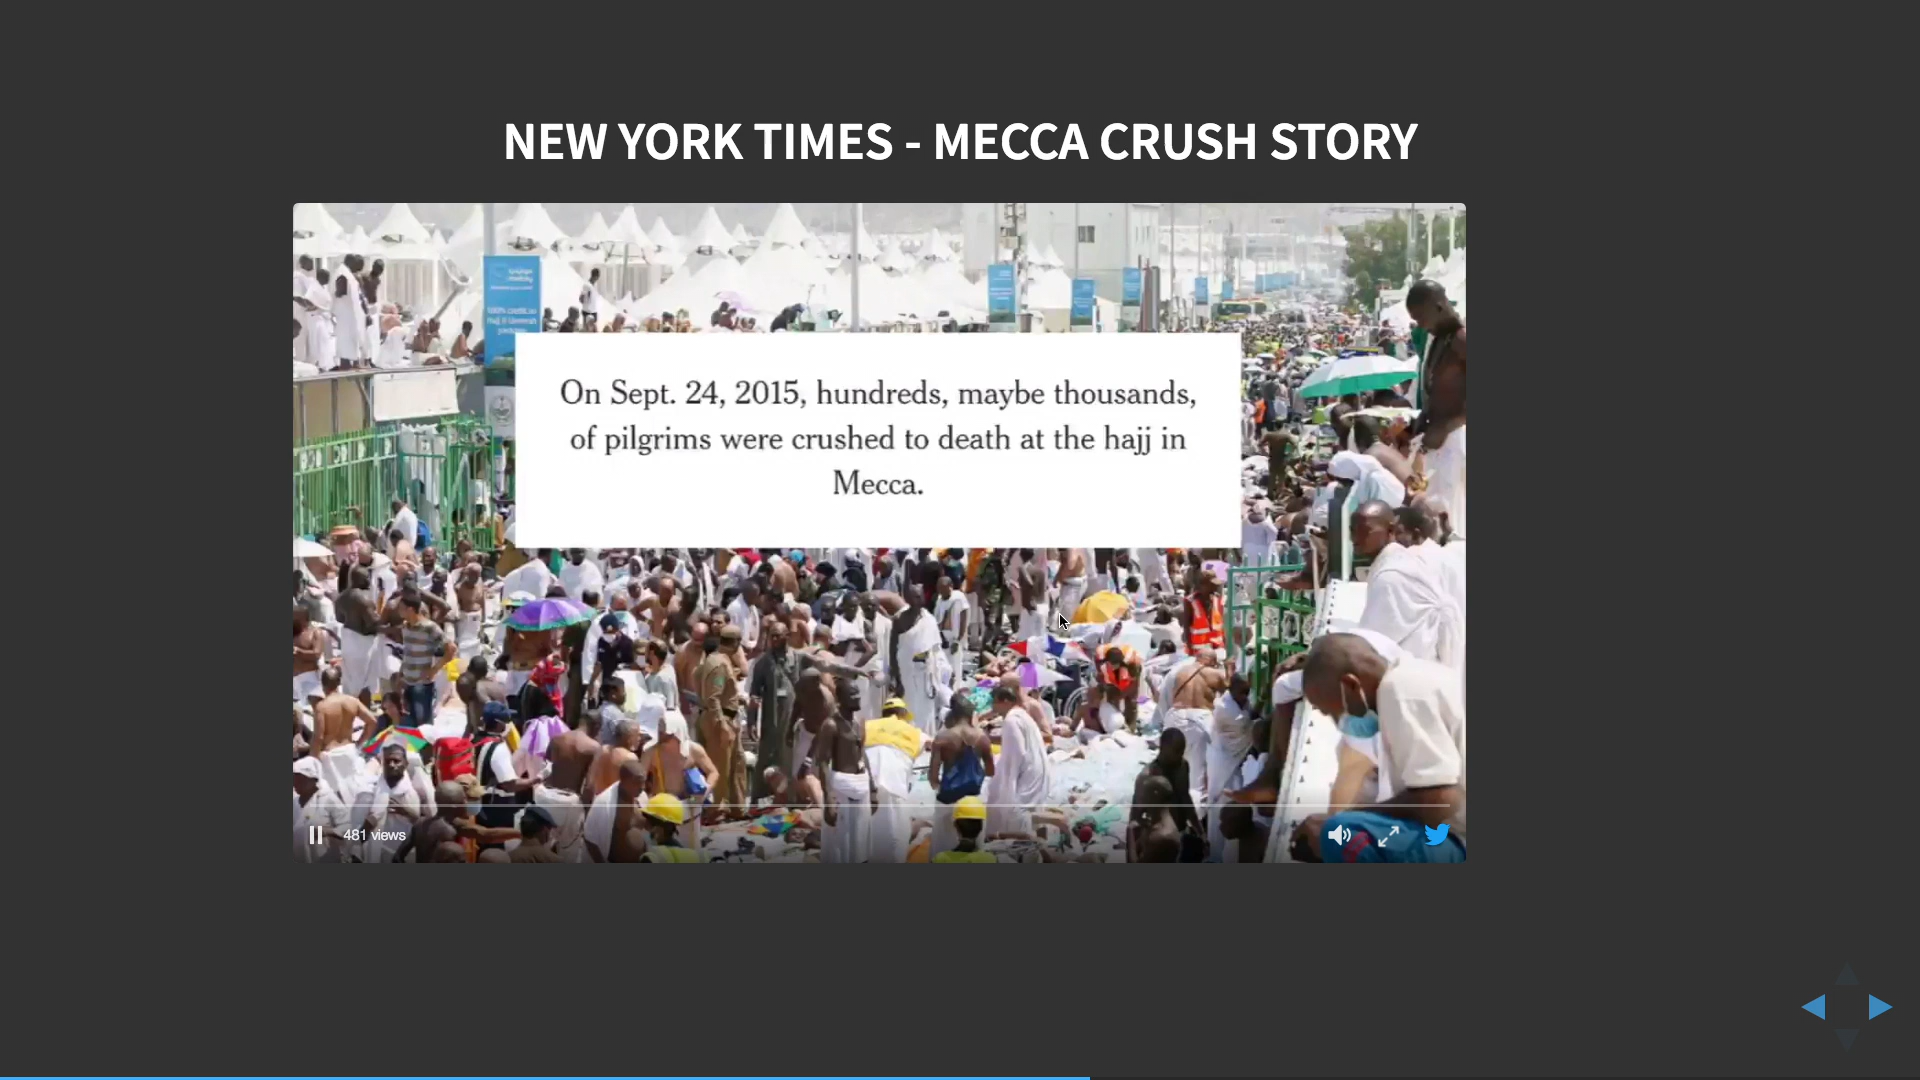 NEW YORK TIMES - MECCA CRUSH STORY
On Sept. 24, 2015, hundreds, maybe thousands,
of pilgrims were crushed to death at the hajj in
Mecca.
481 views